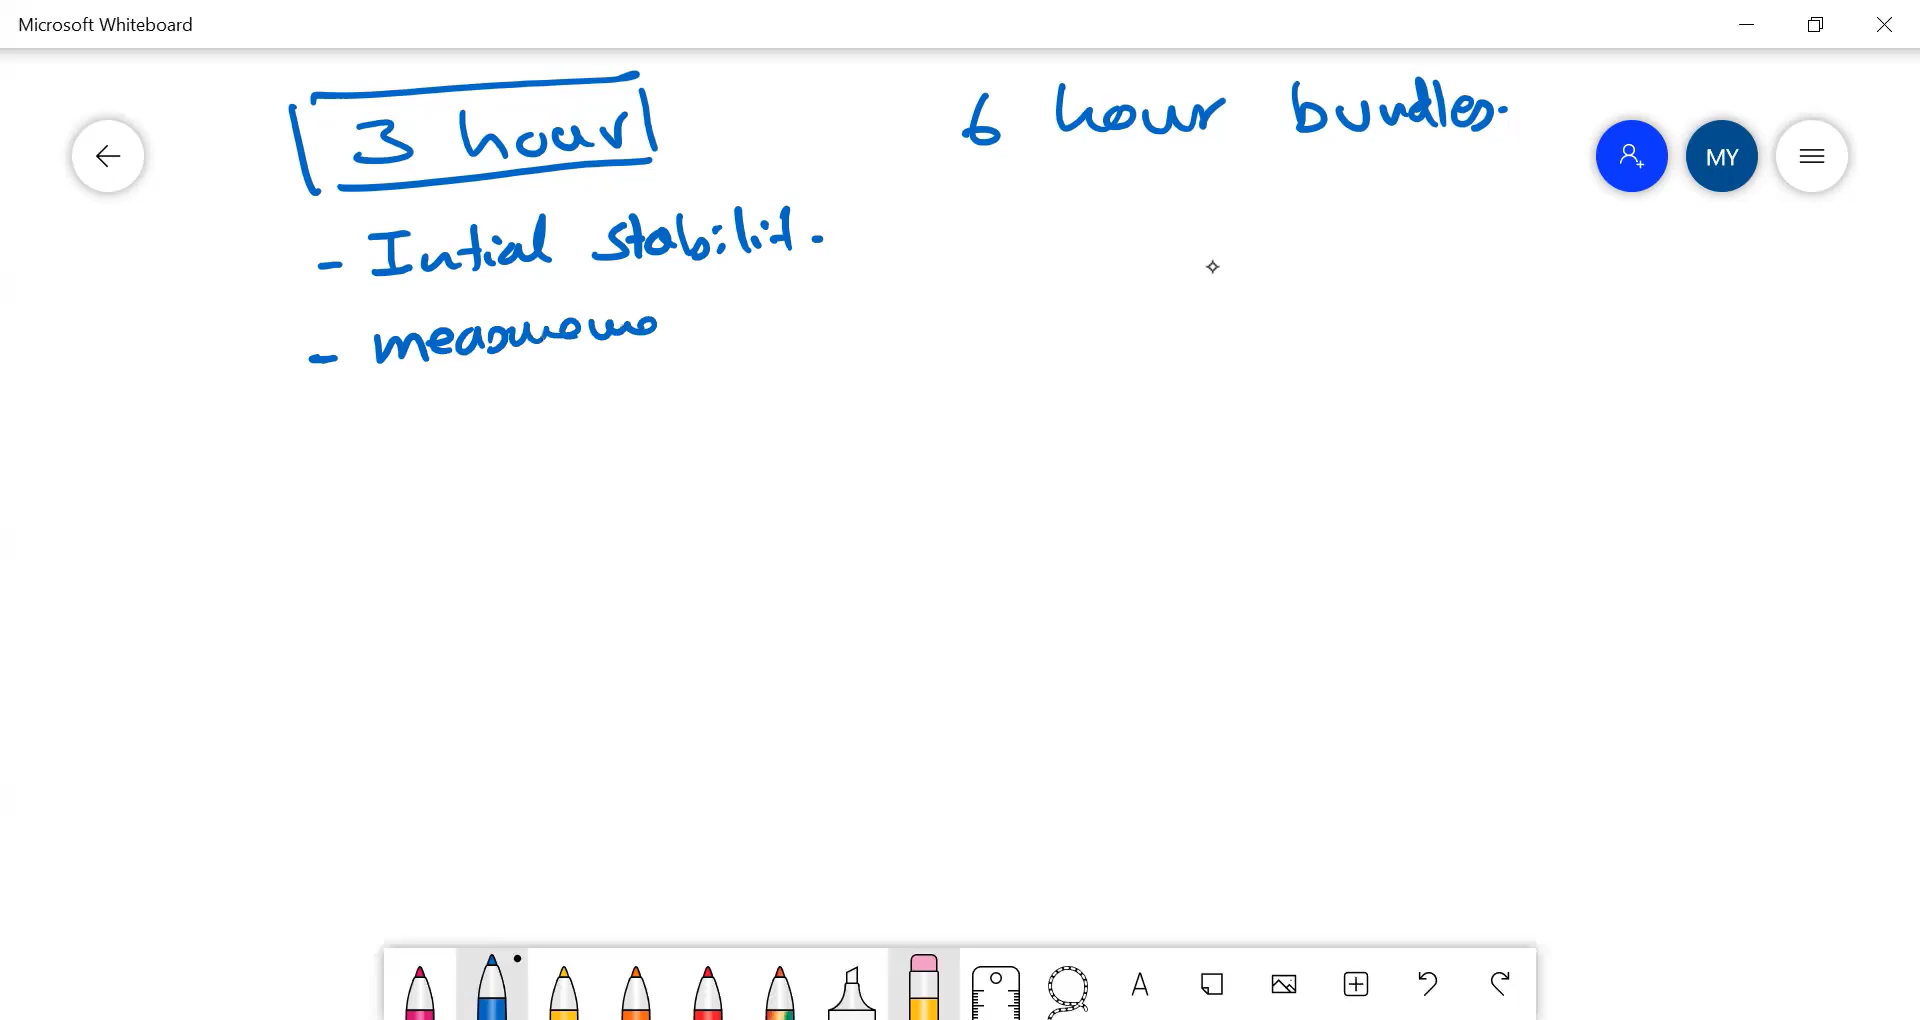 Microsoft Whiteboard
3 hour
6 hour bundles.
MY
- Intial stabilit.
-
A